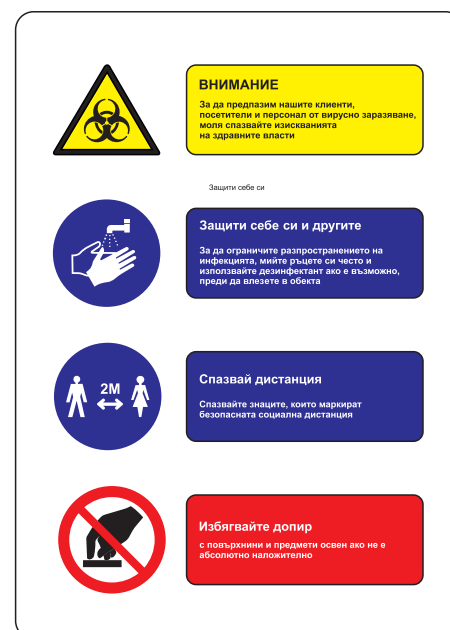 ВНИМАНИЕ
За да предпазим нашите клиенти,
посетители и персонал от вирусно заразяване,
моля спазвайте изискванията
на здравните власти
Защити себе си
Защити себе си и другите
За да ограничите разпространението на
инфекцията, мийте ръцете си често и
използвайте дезинфектант ако е възможно,
преди да влезете в обекта
2М
Спазвай дистанция
Спазвайте знаците, които маркират
безопасната социална дистанция
Избягвайте допир
с повърхнини и предмети освен ако не е
абсолютно наложително